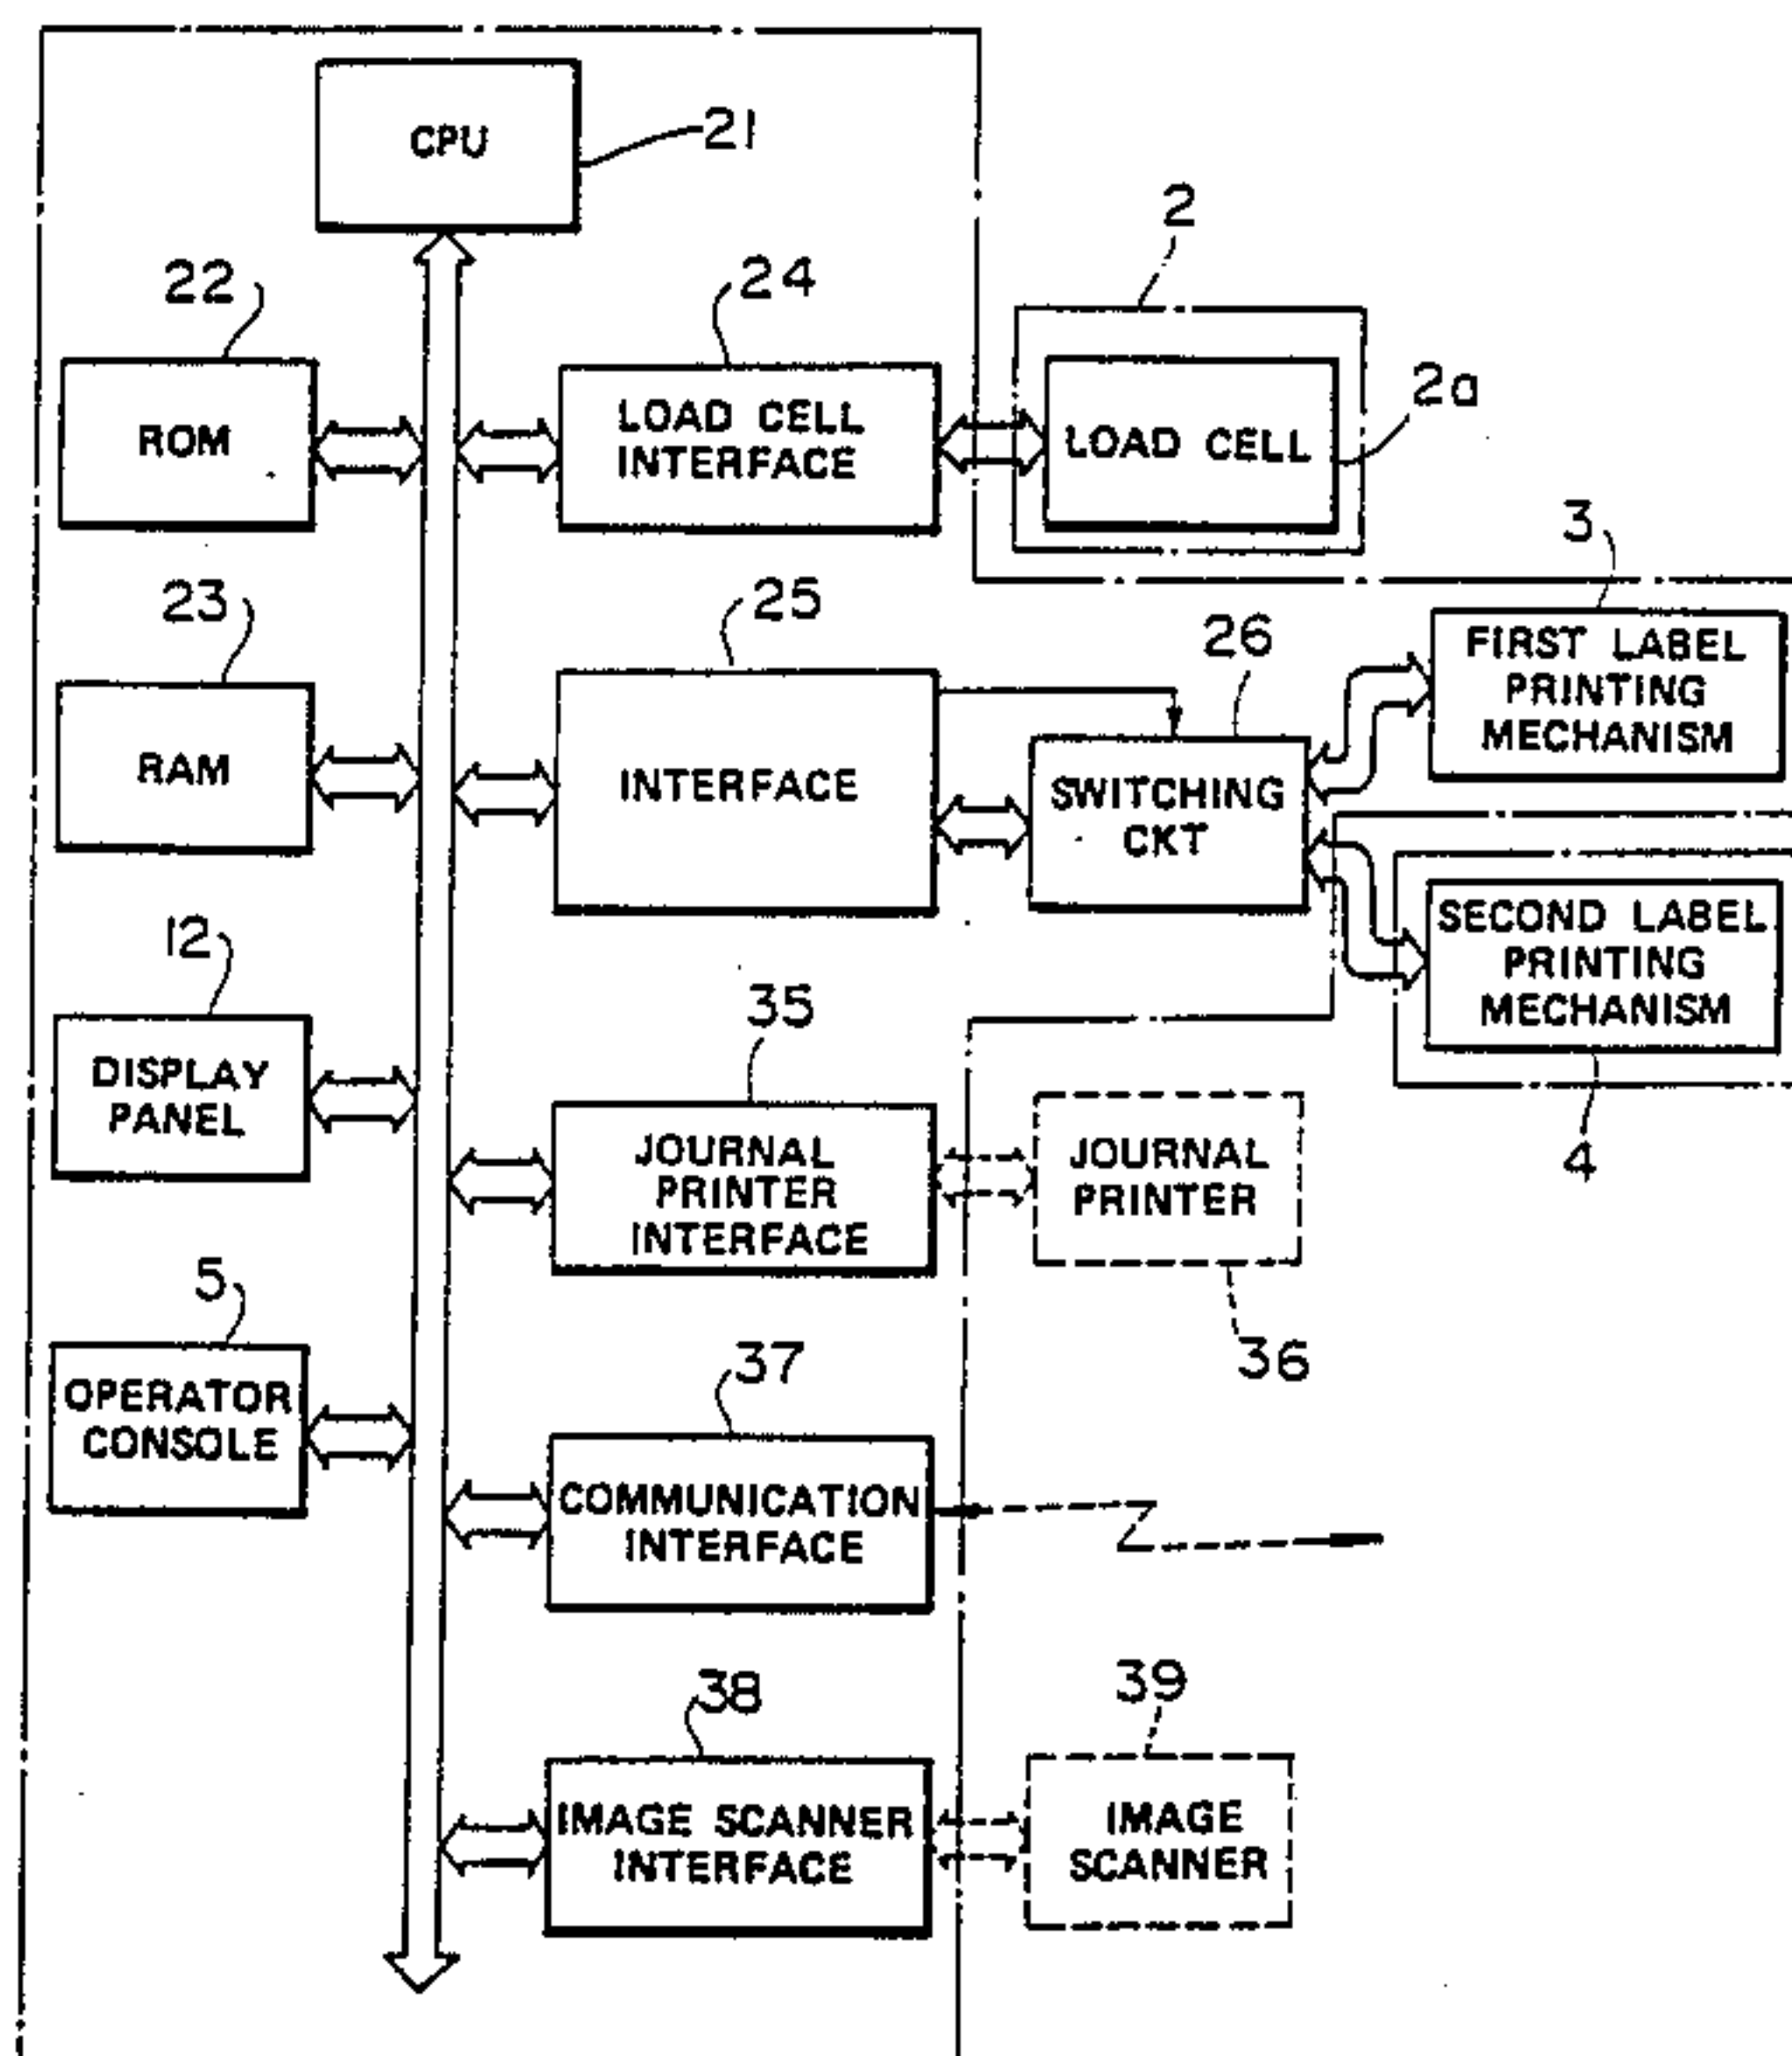 CPU
21
2
22
24
ROM
LOAD CELL
INTERFACE
LOAD CELL
2a
3
23
25
26
FIRST LABEL
PRINTING
MECHANISM
RAM
INTERFACE
SWITCHING
CKT
SECOND LABEL
PRINTING
MECHANISM
4
12
35
DISPLAY
PANEL
JOURNAL
PRINTER
INTERFACE
JOURNAL
PRINTER
36
5
37
OPERATOR
CONSOLE
COMMUNICATION
INTERFACE
38
39
IMAGE SCANNER
INTERFACE
IMAGE
SCANNER